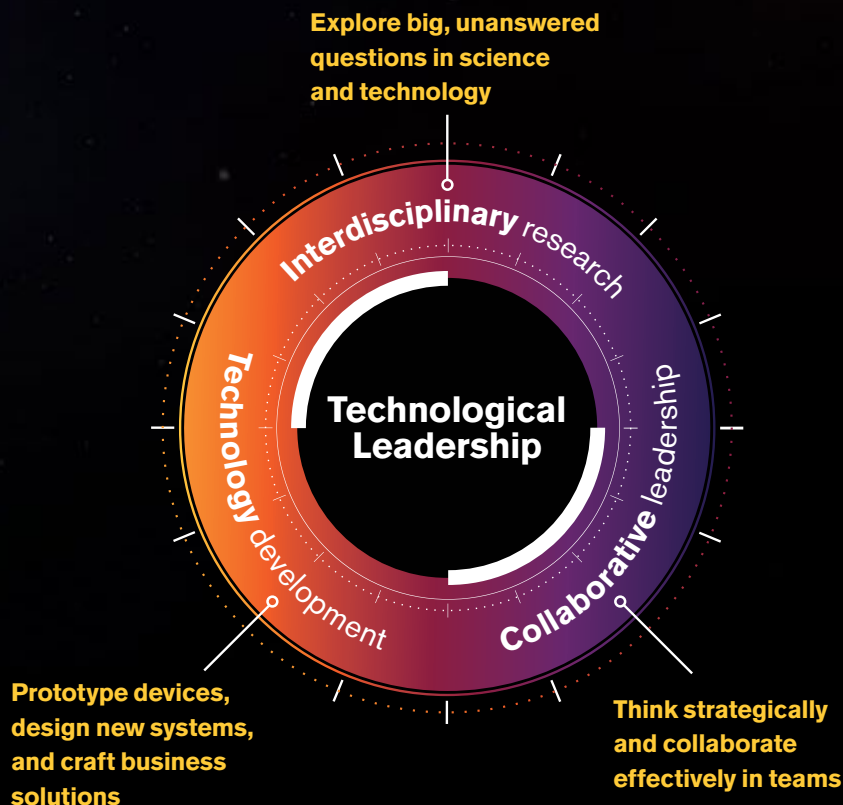 Explore big, unanswered
questions in science
and technology
Interdisciplinary research
Technological
Leadership
Technology development
Collaborative leadership
Prototype devices,
design new systems,
and craft business
solutions
Think strategically
and collaborate
effectively in teams